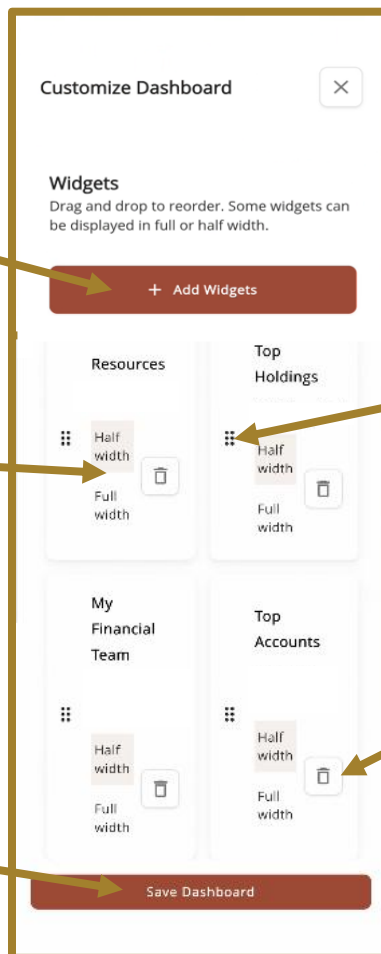 Customize Dashboard
Widgets
Drag and drop to reorder. Some widgets can
be displayed in full or half width.
+ Add Widgets
Resources
Half
width
Full
width
Top
Holdings
Half
width
Full
width
My
Financial
Team
Half
width
Full
width
Top
Accounts
Half
width
Full
width
Save Dashboard